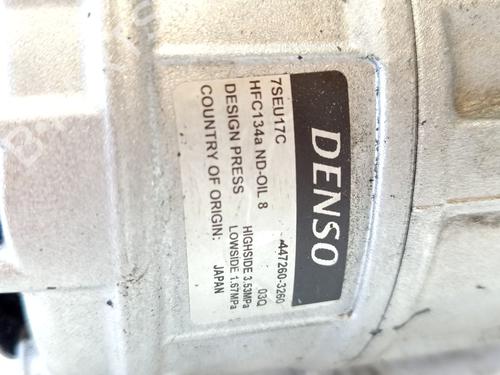 DENSO
7SEU17C 447260-3260
HFC134a ND-OIL 8 03Q
DESIGN PRESS HIGHSIDE 3.53MPa
LOWSIDE 1.67MPa
COUNTRY OF ORIGIN: JAPAN